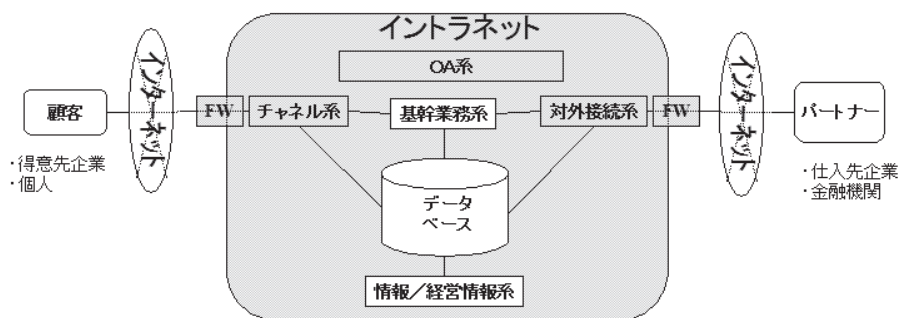 イントラネット
OA系
インターネット
インターネット
顧客
FW
チャネル系
基幹業務系
対外接続系
FW
パートナー
・得意先企業
・個人
・仕入先企業
・金融機関
データ
ベース
情報／経営情報系